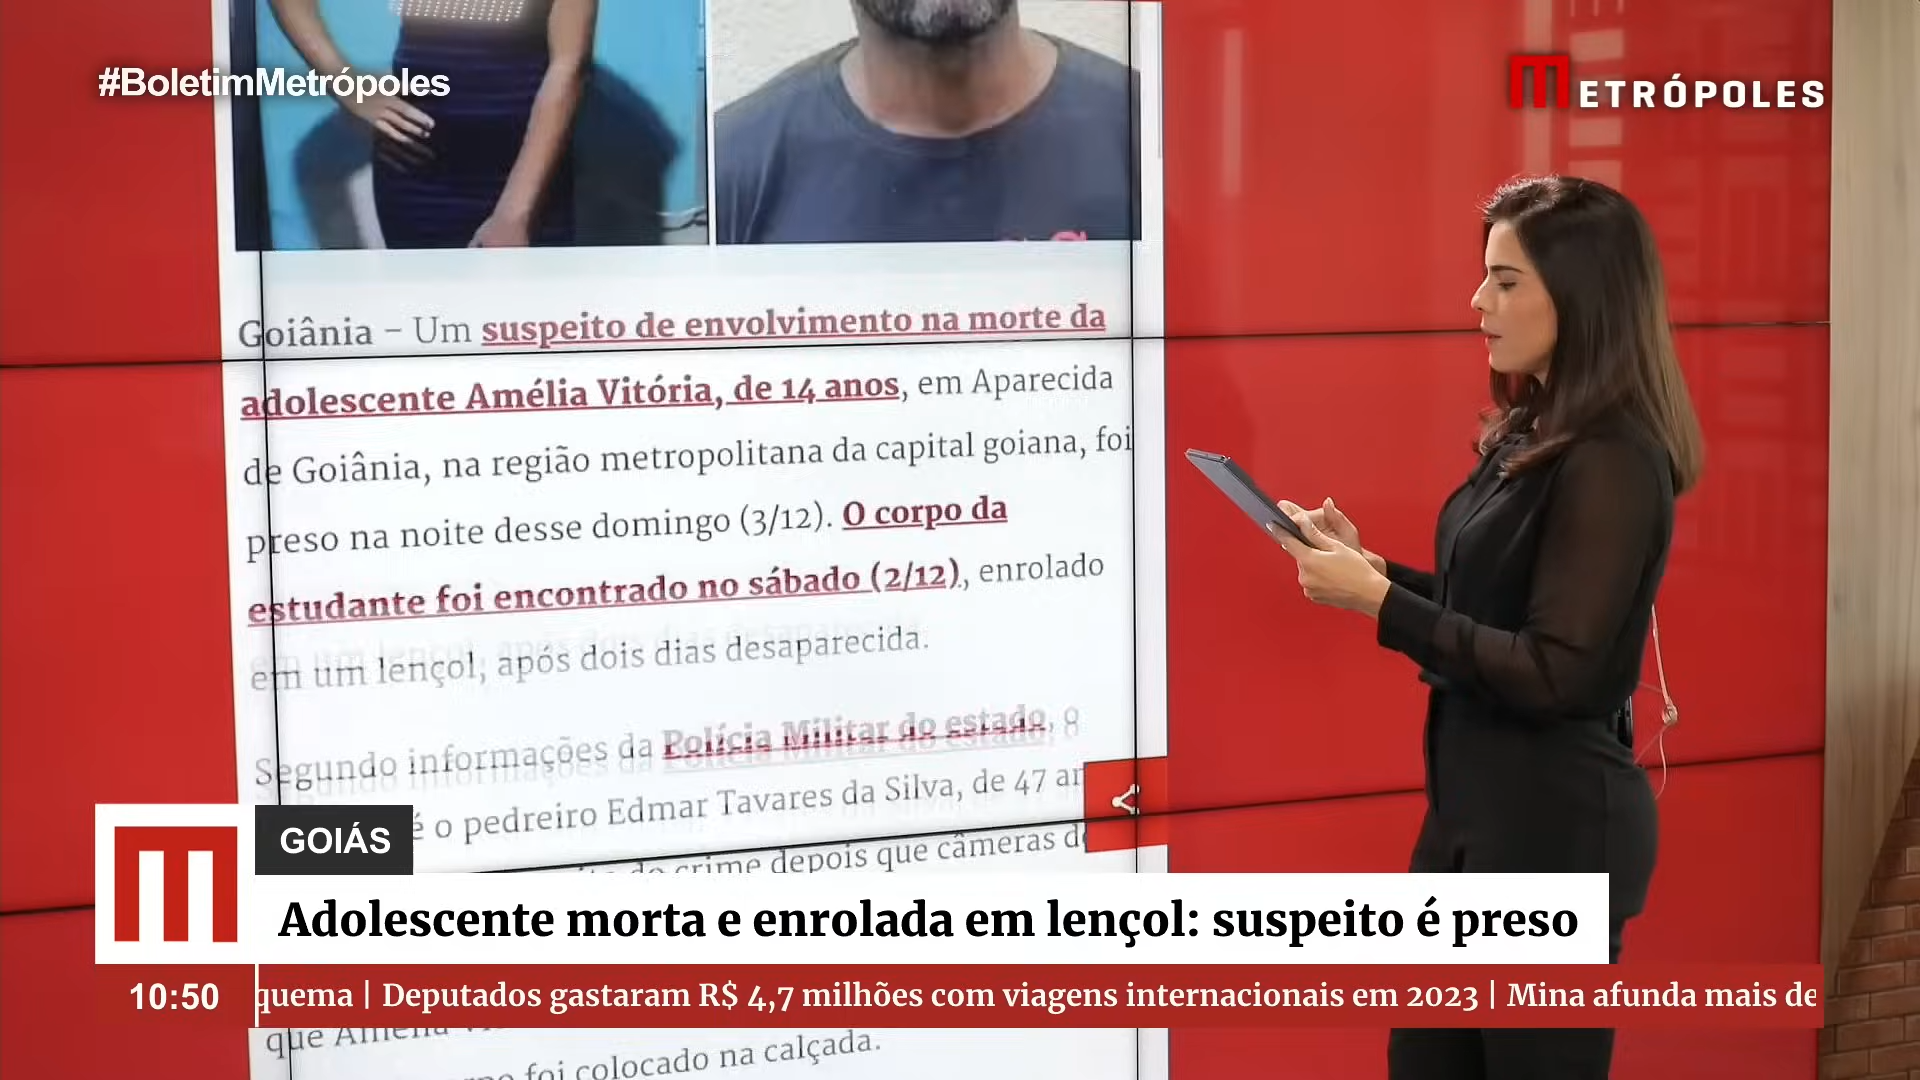 #BoletimMetrópoles
METRÓPOLES
Goiânia – Um suspeito de envolvimento na morte da
adolescente Amélia Vitória, de 14 anos, em Aparecida
de Goiânia, na região metropolitana da capital goiana, foi
preso na noite desse domingo (3/12). O corpo da
estudante foi encontrado no sábado (2/12), enrolado
em um lençol, após dois dias desaparecida.
Segundo informações da Polícia Militar do estado, o
é o pedreiro Edmar Tavares da Silva, de 47
crime depois que câmeras
GOIÁS
Adolescente morta e enrolada em lençol: suspeito é preso
10:50
quema | Deputados gastaram R$ 4,7 milhões com viagens internacionais em 2023 | Mina afunda mais de
que Amélia
foi colocado na calçada.